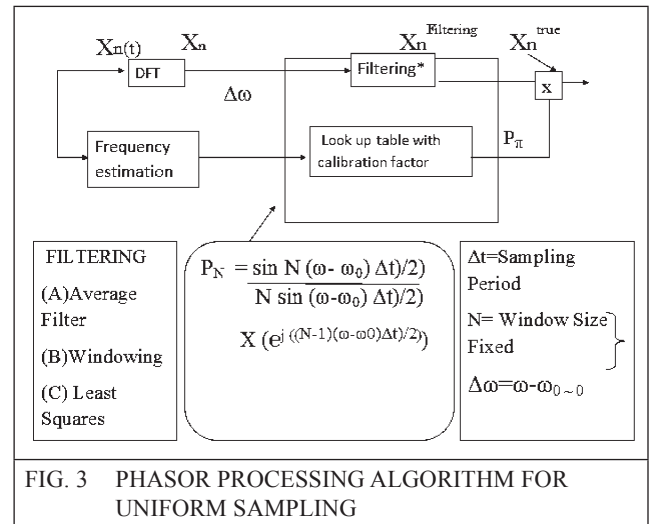 Xn(t) Xn Xn^Filtering Xn^true
DFT Filtering* x
Δω
Frequency
estimation
Look up table with
calibration factor
Pπ
FILTERING
(A)Average
Filter
(B)Windowing
(C) Least
Squares
P_N = sin N (ω- ω₀) Δt)/2)
N sin (ω-ω₀) Δt)/2)
X (e^j ((N-1)(ω-ω0)Δt)/2))
Δt=Sampling
Period
N= Window Size
Fixed
Δω=ω-ω₀~₀
FIG. 3 PHASOR PROCESSING ALGORITHM FOR
UNIFORM SAMPLING